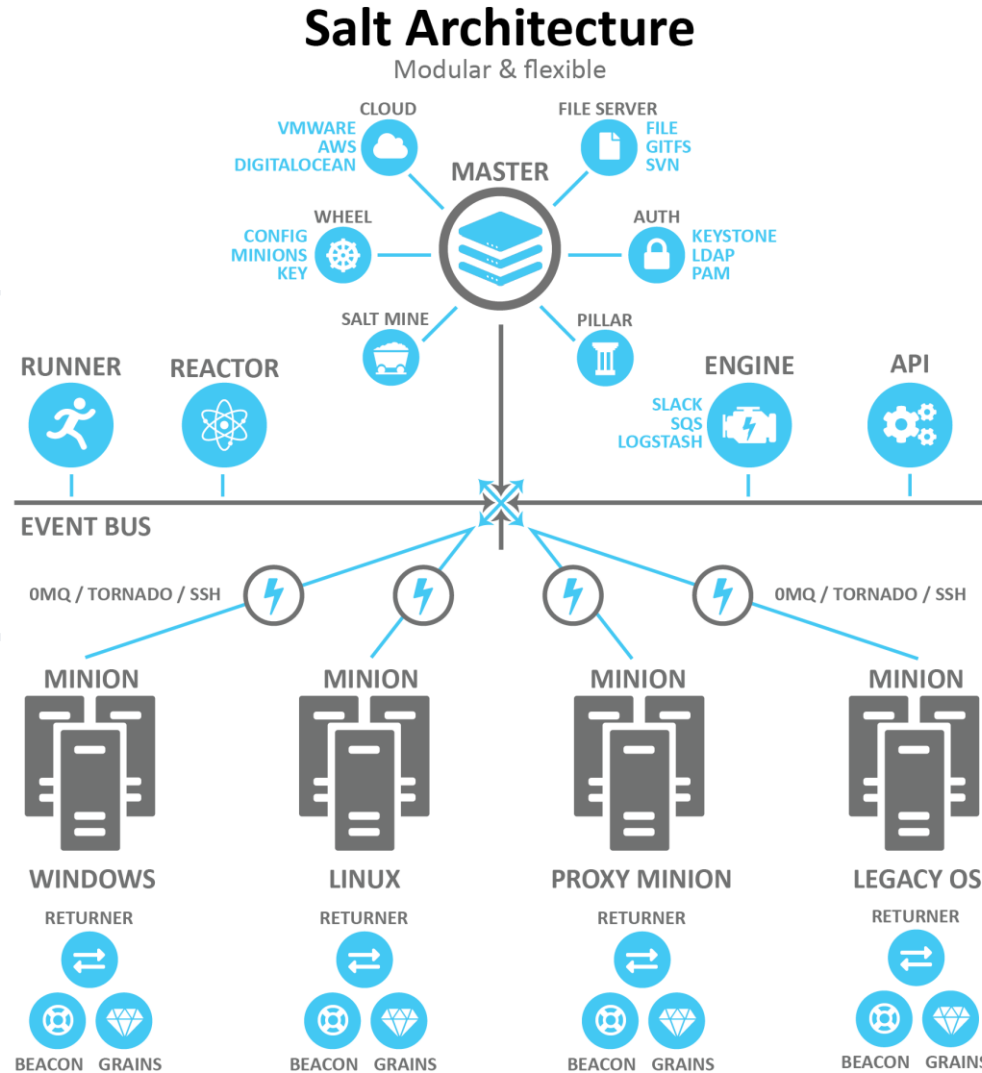 Salt Architecture
Modular & flexible
CLOUD
VMWARE
AWS
DIGITALOCEAN
FILE SERVER
FILE
GITFS
SVN
MASTER
WHEEL
CONFIG
MINIONS
KEY
AUTH
KEYSTONE
LDAP
PAM
SALT MINE
PILLAR
RUNNER
REACTOR
ENGINE
SLACK
SQS
LOGSTASH
API
EVENT BUS
0MQ / TORNADO / SSH
0MQ / TORNADO / SSH
MINION
MINION
MINION
MINION
WINDOWS
LINUX
PROXY MINION
LEGACY OS
RETURNER
RETURNER
RETURNER
RETURNER
BEACON GRAINS
BEACON GRAINS
BEACON GRAINS
BEACON GRAINS